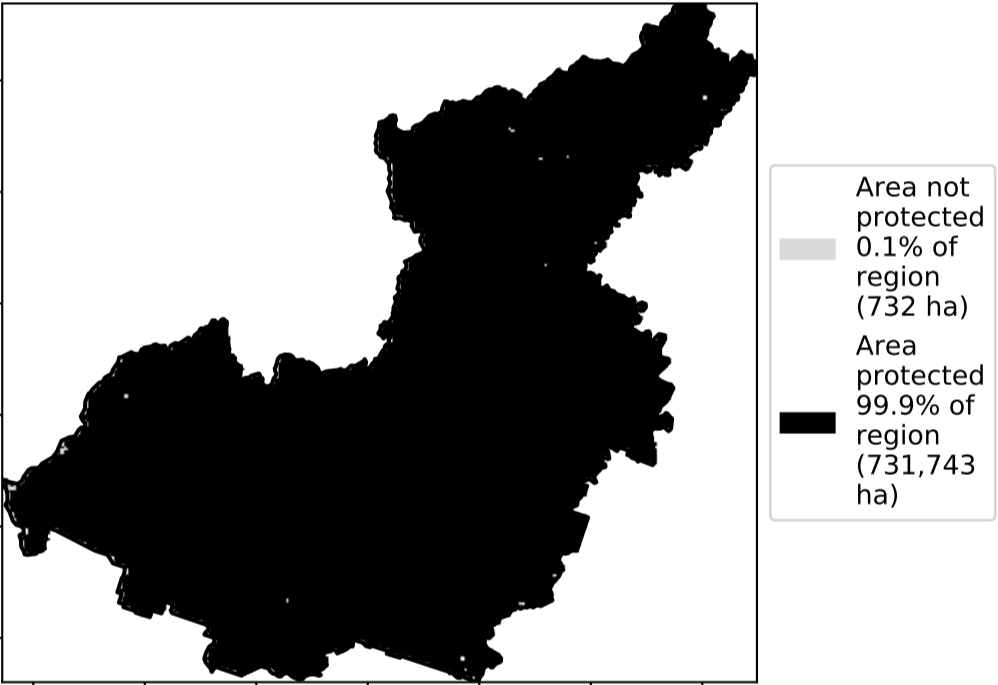 Area not
protected
0.1% of
region
(732 ha)
Area
protected
99.9% of
region
(731,743
ha)